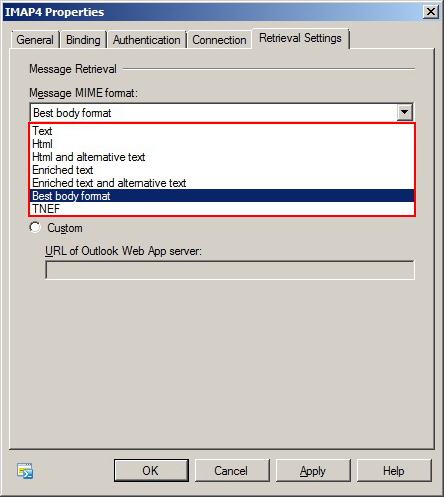 IMAP4 Properties
General
Binding
Authentication
Connection
Retrieval Settings
Message Retrieval
Message MIME format:
Best body format
Text
Html
Html and alternative text
Enriched text
Enriched text and alternative text
Best body format
TNEF
Custom
URL of Outlook Web App server:
OK
Cancel
Apply
Help